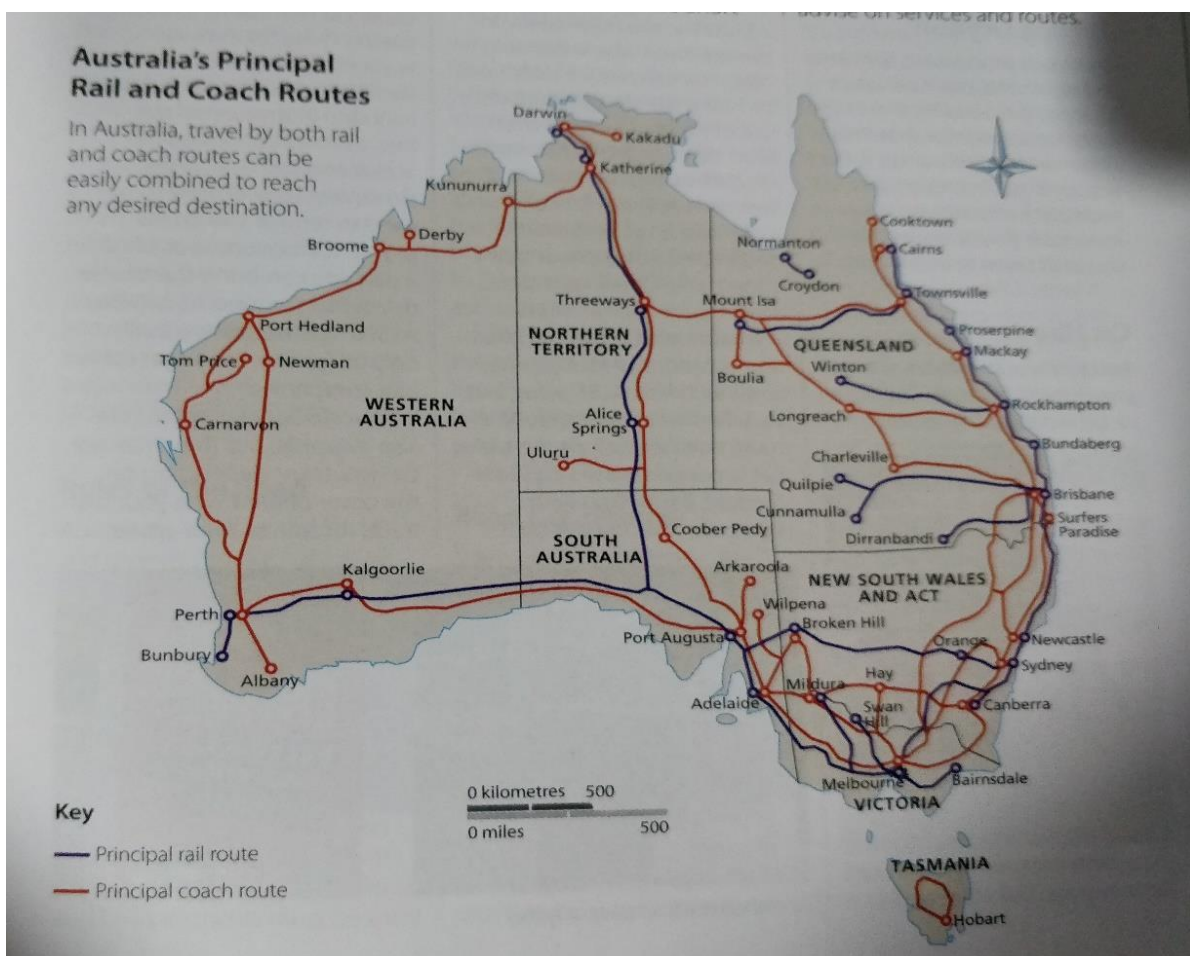 advise on services and routes.
Australia's Principal
Rail and Coach Routes
In Australia, travel by both rail
and coach routes can be
easily combined to reach
any desired destination.
Darwin
Kakadu
Katherine
Kununurra
Derby
Broome
Cooktown
Normanton
Cairns
Croydon
Threeways
Mount Isa
Townsville
Port Hedland
NORTHERN
TERRITORY
QUEENSLAND
Proserpine
Tom Price
Newman
Mackay
Boulia
Winton
WESTERN
AUSTRALIA
Longreach
Rockhampton
Carnarvon
Alice
Springs
Bundaberg
Uluru
Charleville
Quilpie
Brisbane
Cunnamulla
Surfers
Paradise
Coober Pedy
Dirranbandi
SOUTH
AUSTRALIA
Arkaroola
Kalgoorlie
NEW SOUTH WALES
AND ACT
Wilpena
Perth
Broken Hill
Port Augusta
Orange
Newcastle
Bunbury
Sydney
Albany
Hay
Mildura
Adelaide
Swan
Hill
Canberra
Melbourne
Bairnsdale
VICTORIA
0 kilometres 500
0 miles 500
Key
Principal rail route
Principal coach route
TASMANIA
Hobart